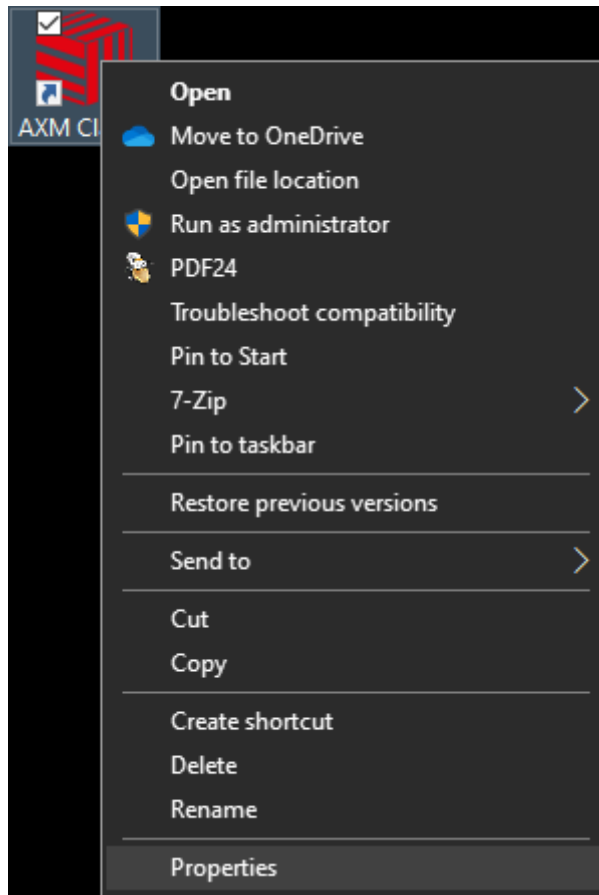 AXM Cl
Open
Move to OneDrive
Open file location
Run as administrator
PDF24
Troubleshoot compatibility
Pin to Start
7-Zip
Pin to taskbar
Restore previous versions
Send to
Cut
Copy
Create shortcut
Delete
Rename
Properties